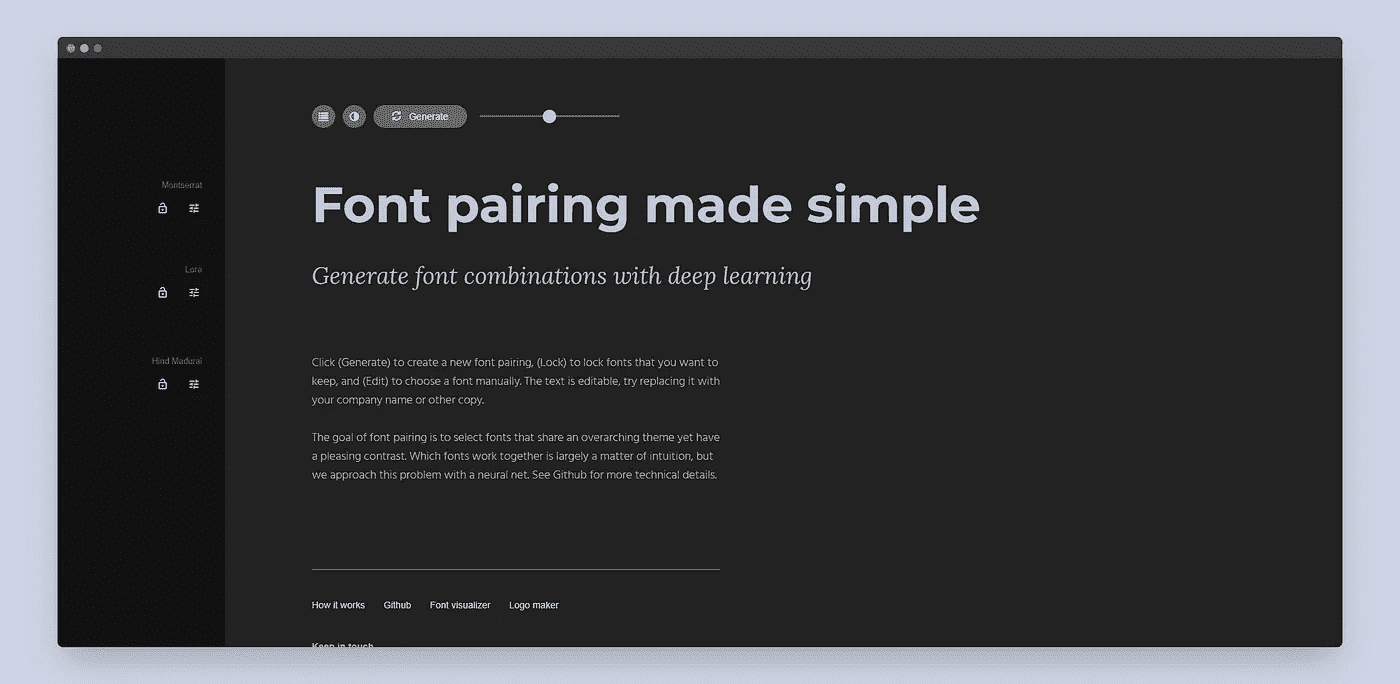 Generate
Montserrat
Font pairing made simple
Lora
Generate font combinations with deep learning
Hind Madurai
Click (Generate) to create a new font pairing, (Lock) to lock fonts that you want to
keep, and (Edit) to choose a font manually. The text is editable, try replacing it with
your company name or other copy.
The goal of font pairing is to select fonts that share an overarching theme yet have
a pleasing contrast. Which fonts work together is largely a matter of intuition, but
we approach this problem with a neural net. See Github for more technical details.
How it works Github Font visualizer Logo maker
Keep in touch